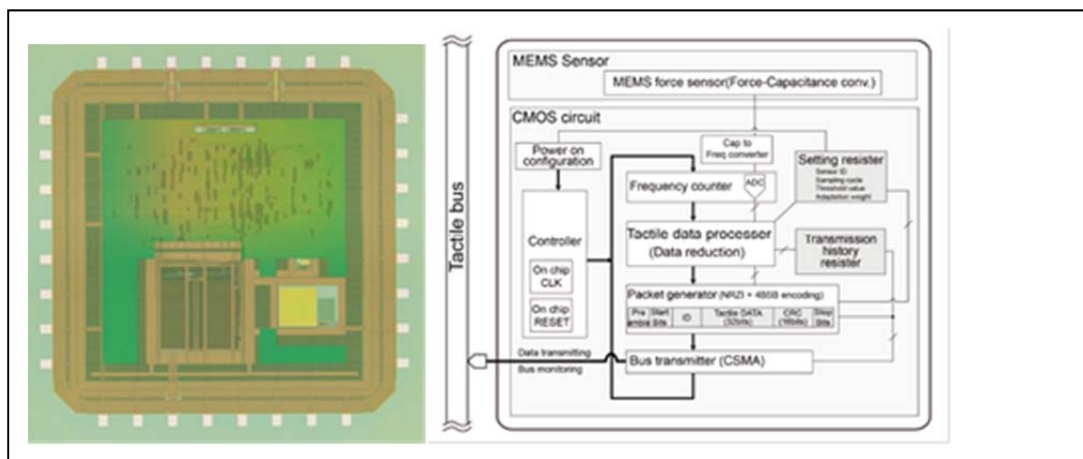 Tactile bus
MEMS Sensor
MEMS force sensor(Force-Capacitance conv.)
CMOS circuit
Power on
configuration
Cap to
Freq converter
Setting resister
Sensor ID
Sampling cycle
Threshold value
Adaptation weight
Frequency counter
ADC
Controller
On chip
CLK
On chip
RESET
Tactile data processor
(Data reduction)
Transmission
history
resister
Packet generator (NRZI + 4B5B encoding)
Pre
amble
Start
Bits
ID
Tactile DATA
(32bits)
CRC
(16bits)
Stop
Bits
Data transmitting
Bus monitoring
Bus transmitter (CSMA)